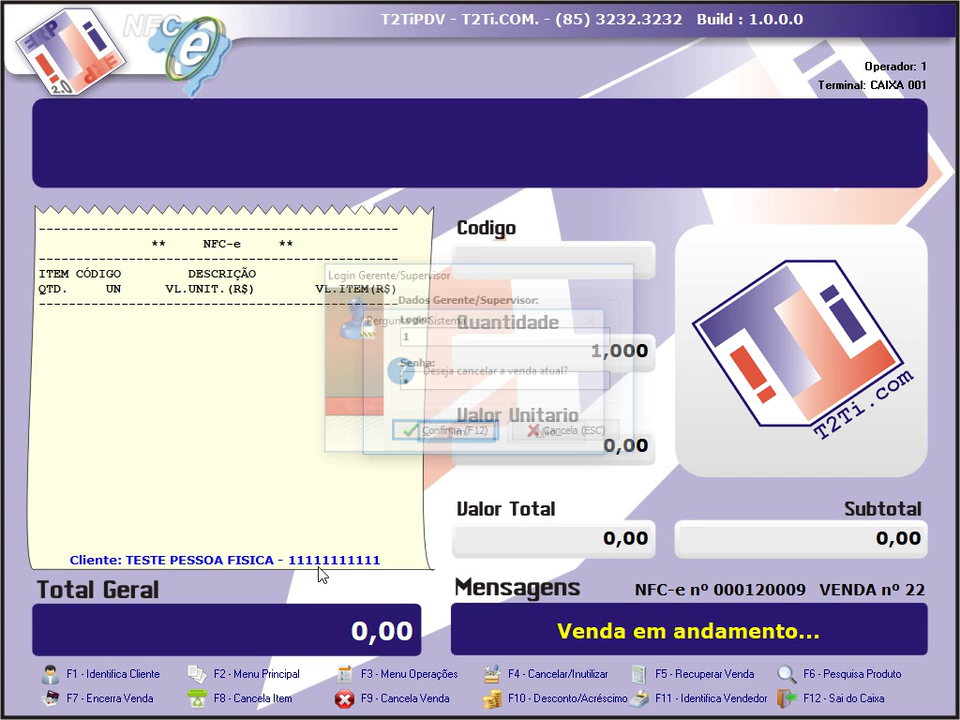 T2TiPDV - T2Ti.COM. - (85) 3232.3232   Build : 1.0.0.0
ERP
T2Ti
2.0
NFC-e
Operador: 1
Terminal: CAIXA 001
--------------------------------------------------
**     NFC-e     **
--------------------------------------------------
ITEM CÓDIGO     DESCRIÇÃO
QTD.     UN     VL.UNIT.(R$)     VL.ITEM(R$)
--------------------------------------------------
Login Gerente/Supervisor
Dados Gerente/Supervisor:
Login:
1
Senha:
Confirma (F12)
Cancela (ESC)
Deseja cancelar a venda atual?
Codigo
Quantidade
1,000
Valor Unitario
0,00
Valor Total
0,00
Subtotal
0,00
T2Ti.com
Cliente: TESTE PESSOA FISICA - 11111111111
Total Geral
0,00
Mensagens
NFC-e nº 000120009   VENDA nº 22
Venda em andamento...
F1 - Identifica Cliente
F2 - Menu Principal
F3 - Menu Operações
F4 - Cancelar/Inutilizar
F5 - Recuperar Venda
F6 - Pesquisa Produto
F7 - Encerra Venda
F8 - Cancela Item
F9 - Cancela Venda
F10 - Desconto/Acréscimo
F11 - Identifica Vendedor
F12 - Sai do Caixa